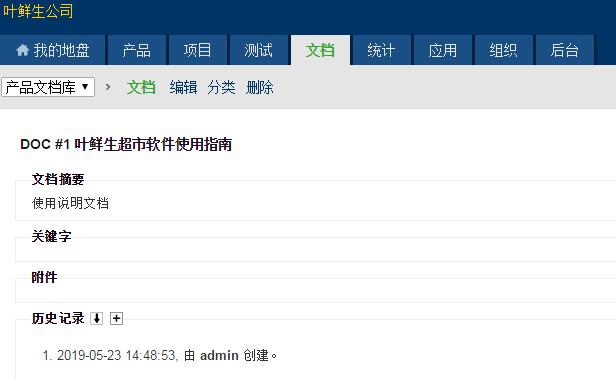 叶鲜生公司
我的地盘 产品 项目 测试 文档 统计 应用 组织 后台
产品文档库 ▼ › 文档 编辑 分类 删除
DOC #1 叶鲜生超市软件使用指南
文档摘要
使用说明文档
关键字
附件
历史记录
1. 2019-05-23 14:48:53, 由 admin 创建。